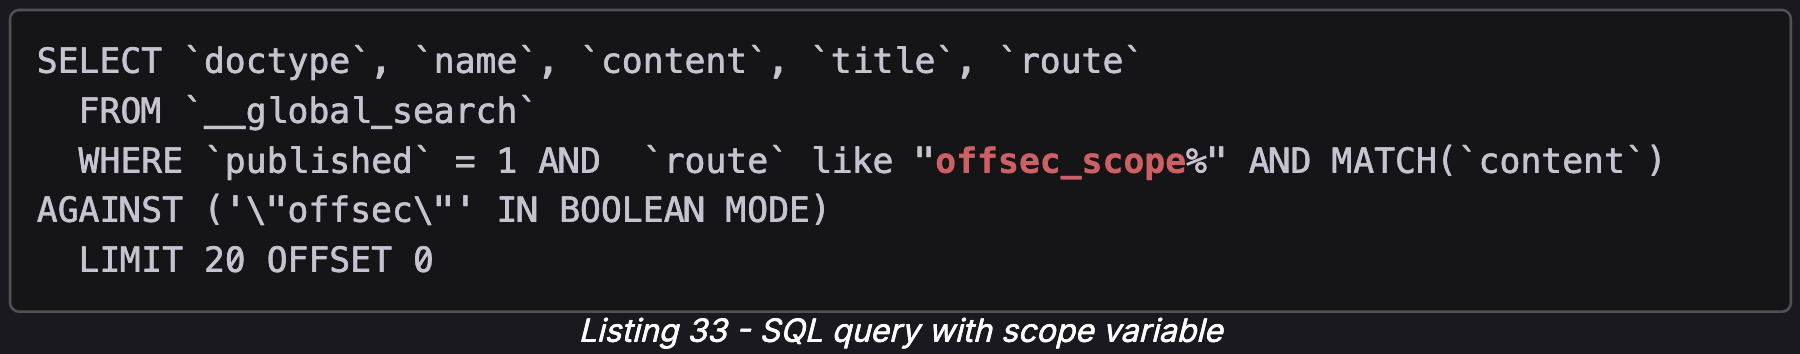 SELECT `doctype`, `name`, `content`, `title`, `route`
  FROM `__global_search`
  WHERE `published` = 1 AND  `route` like "offsec_scope%" AND MATCH(`content`)
AGAINST ('\"offsec\"' IN BOOLEAN MODE)
  LIMIT 20 OFFSET 0
Listing 33 - SQL query with scope variable